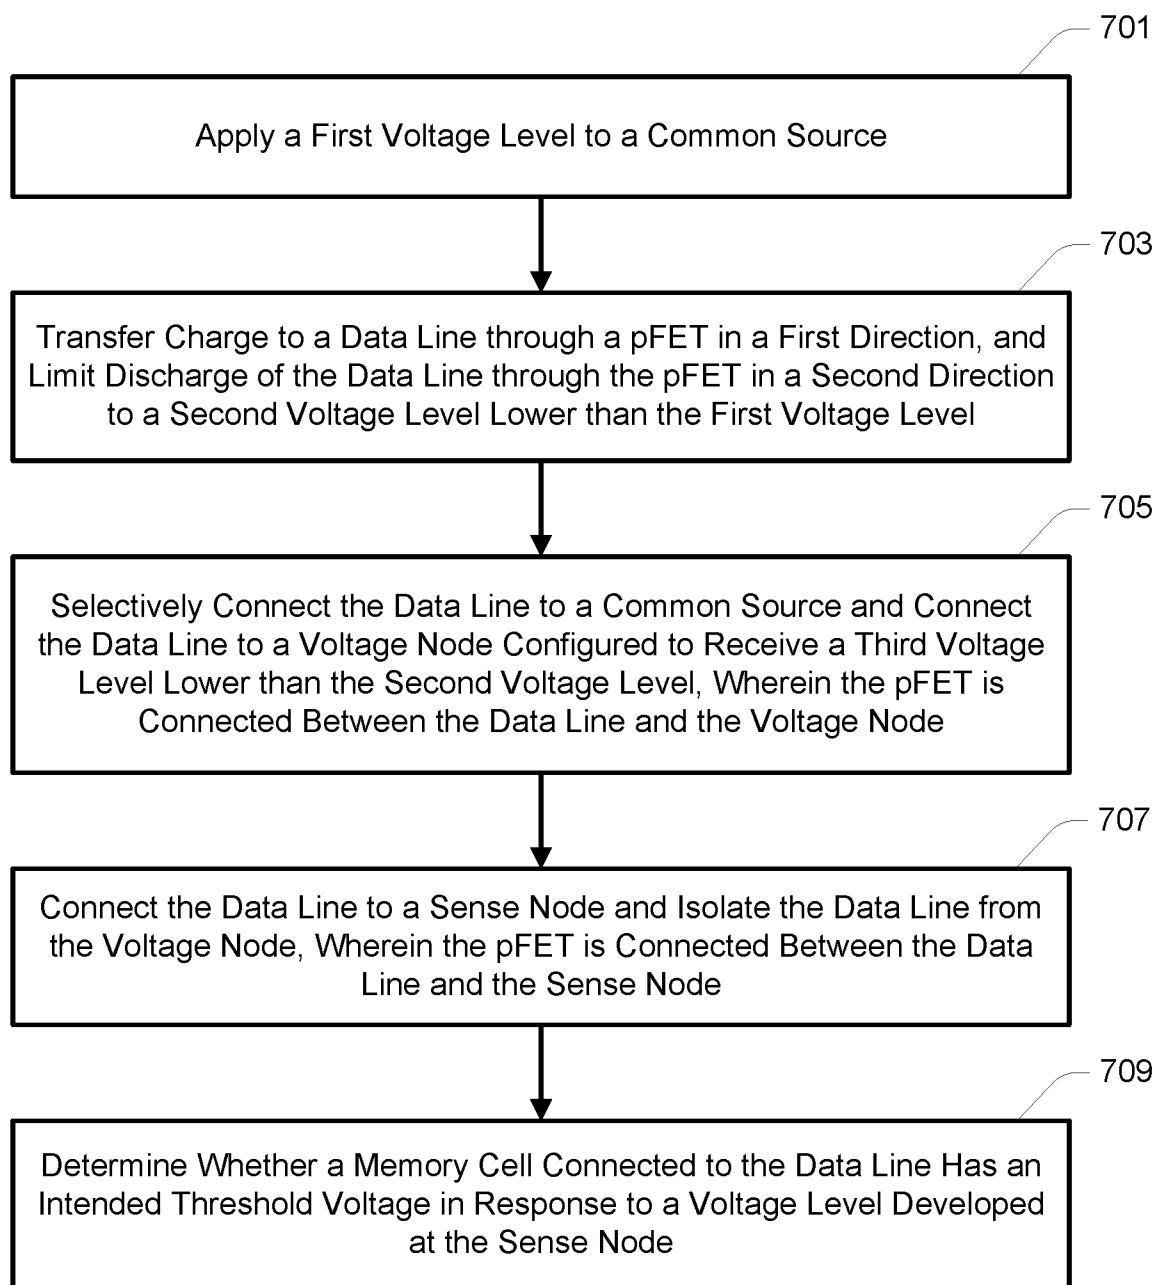 701
Apply a First Voltage Level to a Common Source
703
Transfer Charge to a Data Line through a pFET in a First Direction, and
Limit Discharge of the Data Line through the pFET in a Second Direction
to a Second Voltage Level Lower than the First Voltage Level
705
Selectively Connect the Data Line to a Common Source and Connect
the Data Line to a Voltage Node Configured to Receive a Third Voltage
Level Lower than the Second Voltage Level, Wherein the pFET is
Connected Between the Data Line and the Voltage Node
707
Connect the Data Line to a Sense Node and Isolate the Data Line from
the Voltage Node, Wherein the pFET is Connected Between the Data
Line and the Sense Node
709
Determine Whether a Memory Cell Connected to the Data Line Has an
Intended Threshold Voltage in Response to a Voltage Level Developed
at the Sense Node